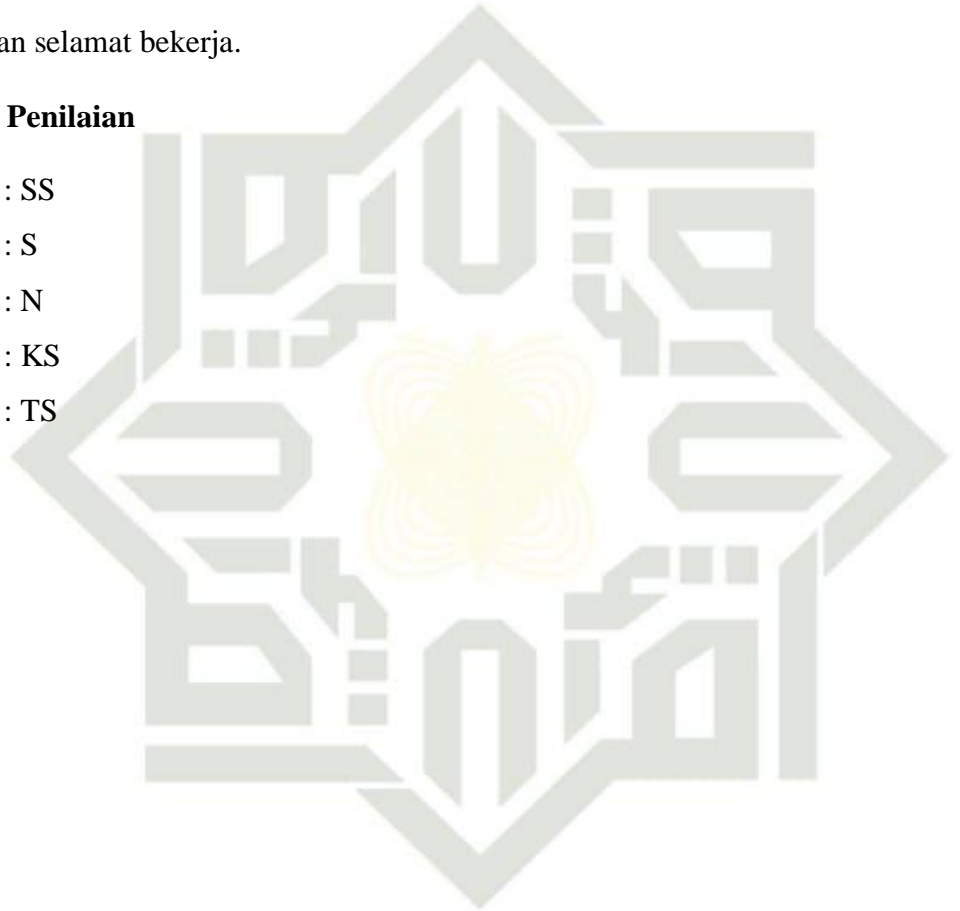 an selamat bekerja.
Penilaian
: SS
: S
: N
: KS
: TS